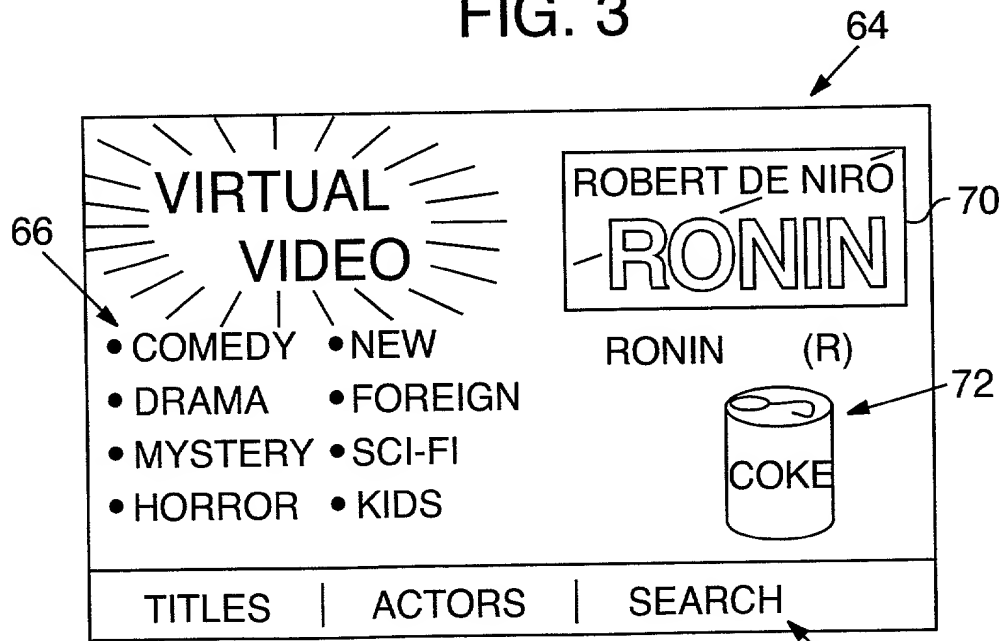 FIG. 3
64
VIRTUAL
VIDEO
ROBERT DE NIRO
RONIN
70
66
• COMEDY • NEW
• DRAMA • FOREIGN
• MYSTERY • SCI-FI
• HORROR • KIDS
RONIN (R)
72
COKE
TITLES | ACTORS | SEARCH